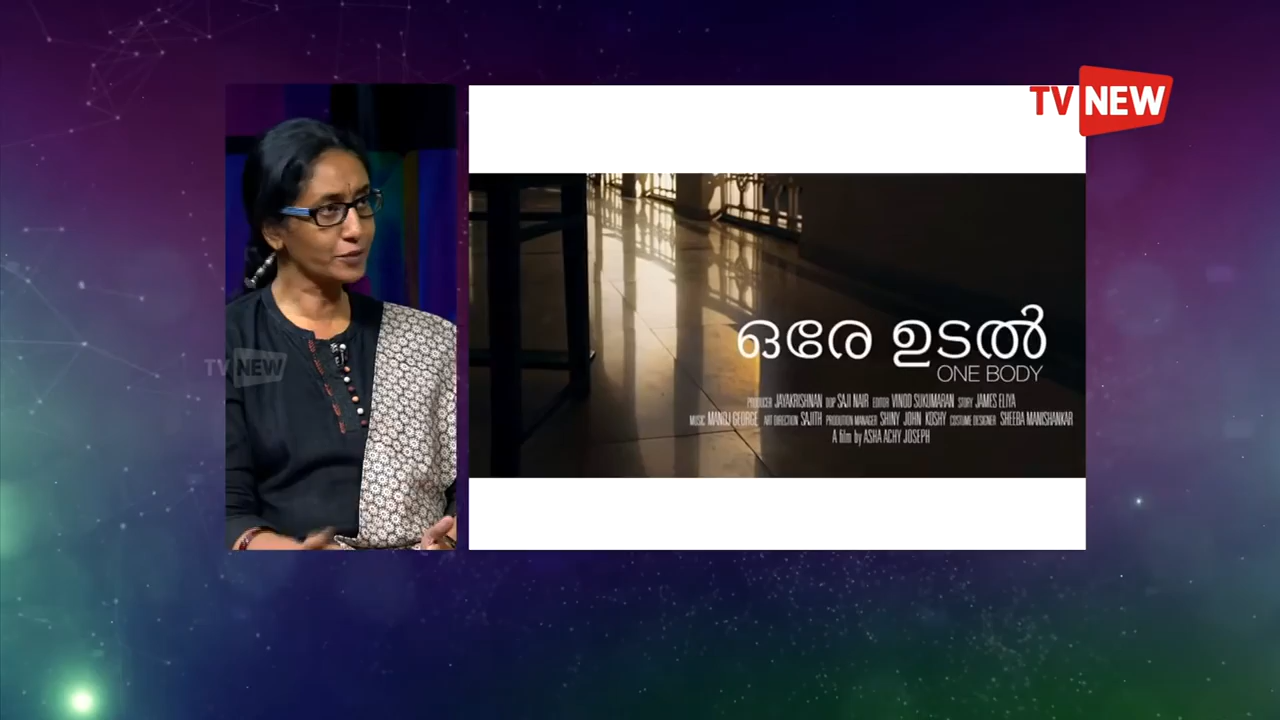 TV NEW
TV NEW
ഒരേ ഉടൽ
ONE BODY
PRODUCER JAYAKRISHNAN DOP SAJI NAIR EDITOR VINOD SUKUMARAN STORY JAMES ELIYA
MUSIC MANOJ GEORGE ART DIRECTION SAJITH PRODUTION MANAGER SHINY JOHN KOSHY COSTUME DESIGNER SHEEBA MANISHANKAR
A film by ASHA ACHY JOSEPH